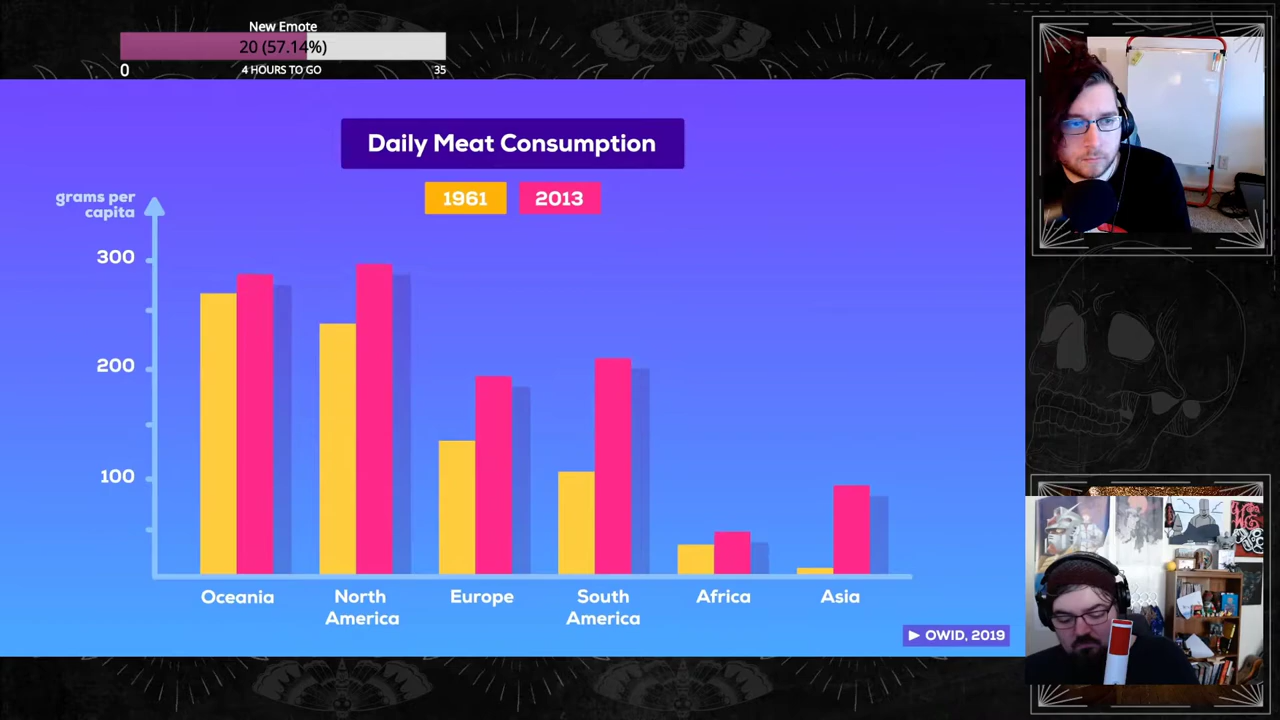 New Emote
20 (57.14%)
0
4 HOURS TO GO
35
Daily Meat Consumption
1961
2013
grams per
capita
300
200
100
Oceania
North
America
Europe
South
America
Africa
Asia
▶ OWID, 2019